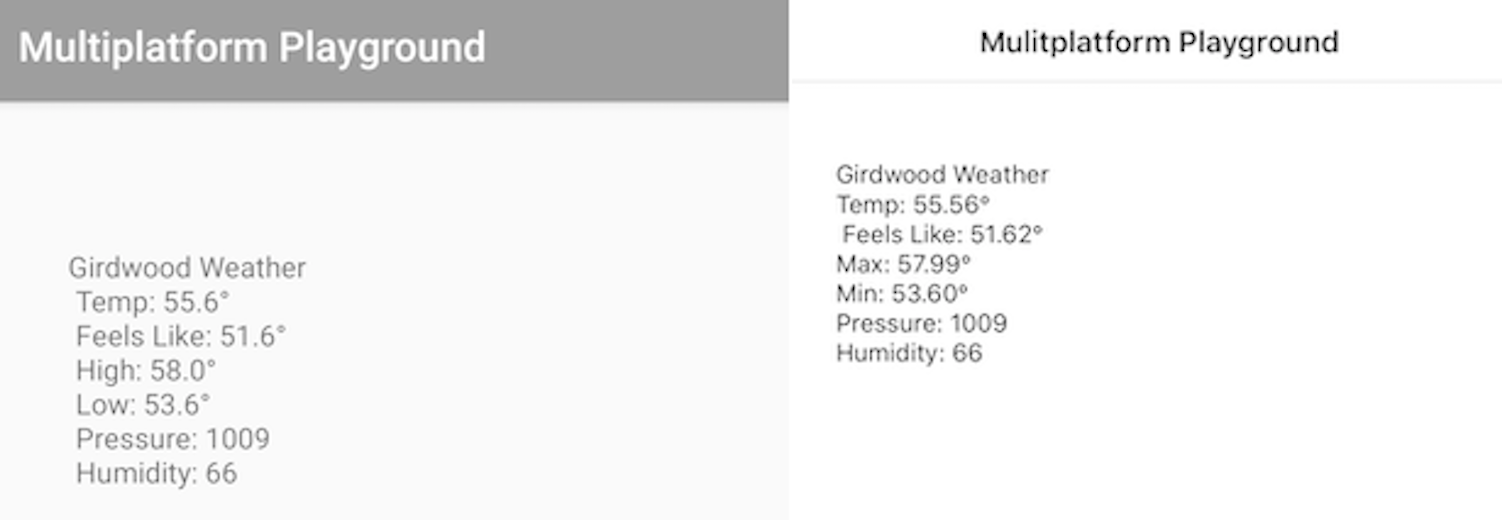 Multiplatform Playground
Girdwood Weather
Temp: 55.6°
Feels Like: 51.6°
High: 58.0°
Low: 53.6°
Pressure: 1009
Humidity: 66
Mulitplatform Playground
Girdwood Weather
Temp: 55.56°
Feels Like: 51.62°
Max: 57.99°
Min: 53.60°
Pressure: 1009
Humidity: 66